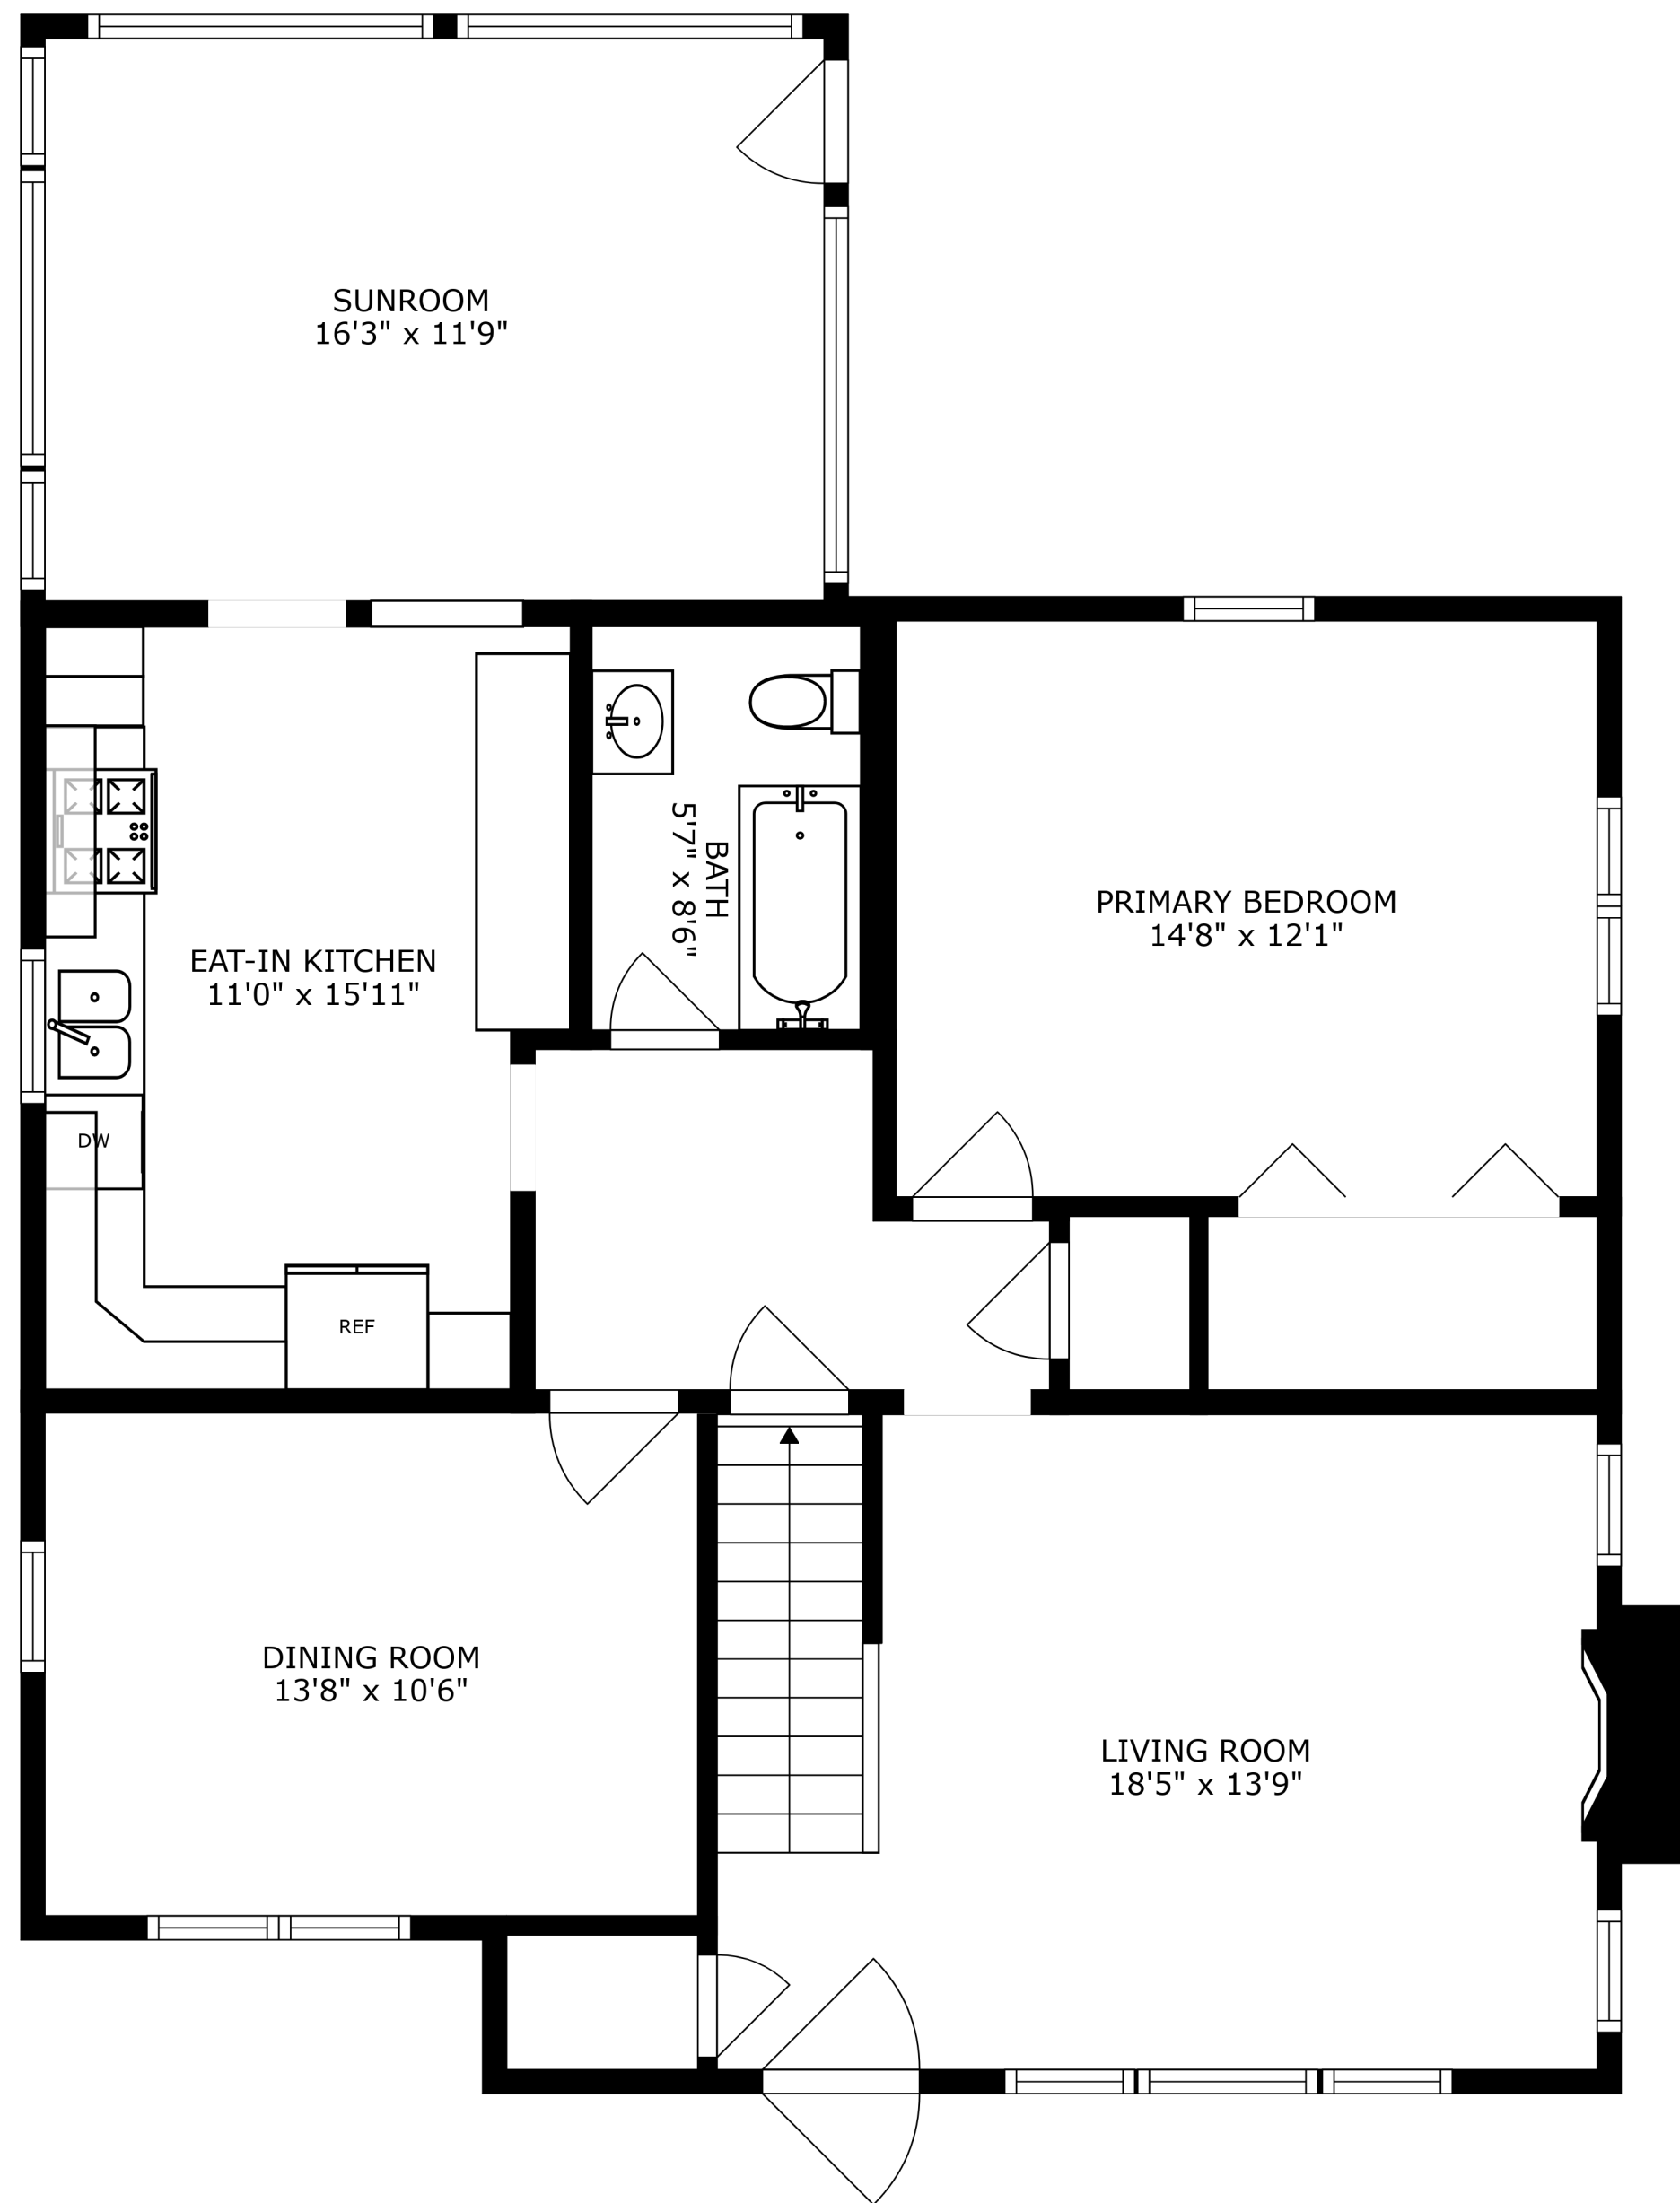 SUNROOM
16'3" x 11'9"
BATH
5'7" x 8'6"
PRIMARY BEDROOM
14'8" x 12'1"
EAT-IN KITCHEN
11'0" x 15'11"
DW
REF
DINING ROOM
13'8" x 10'6"
LIVING ROOM
18'5" x 13'9"